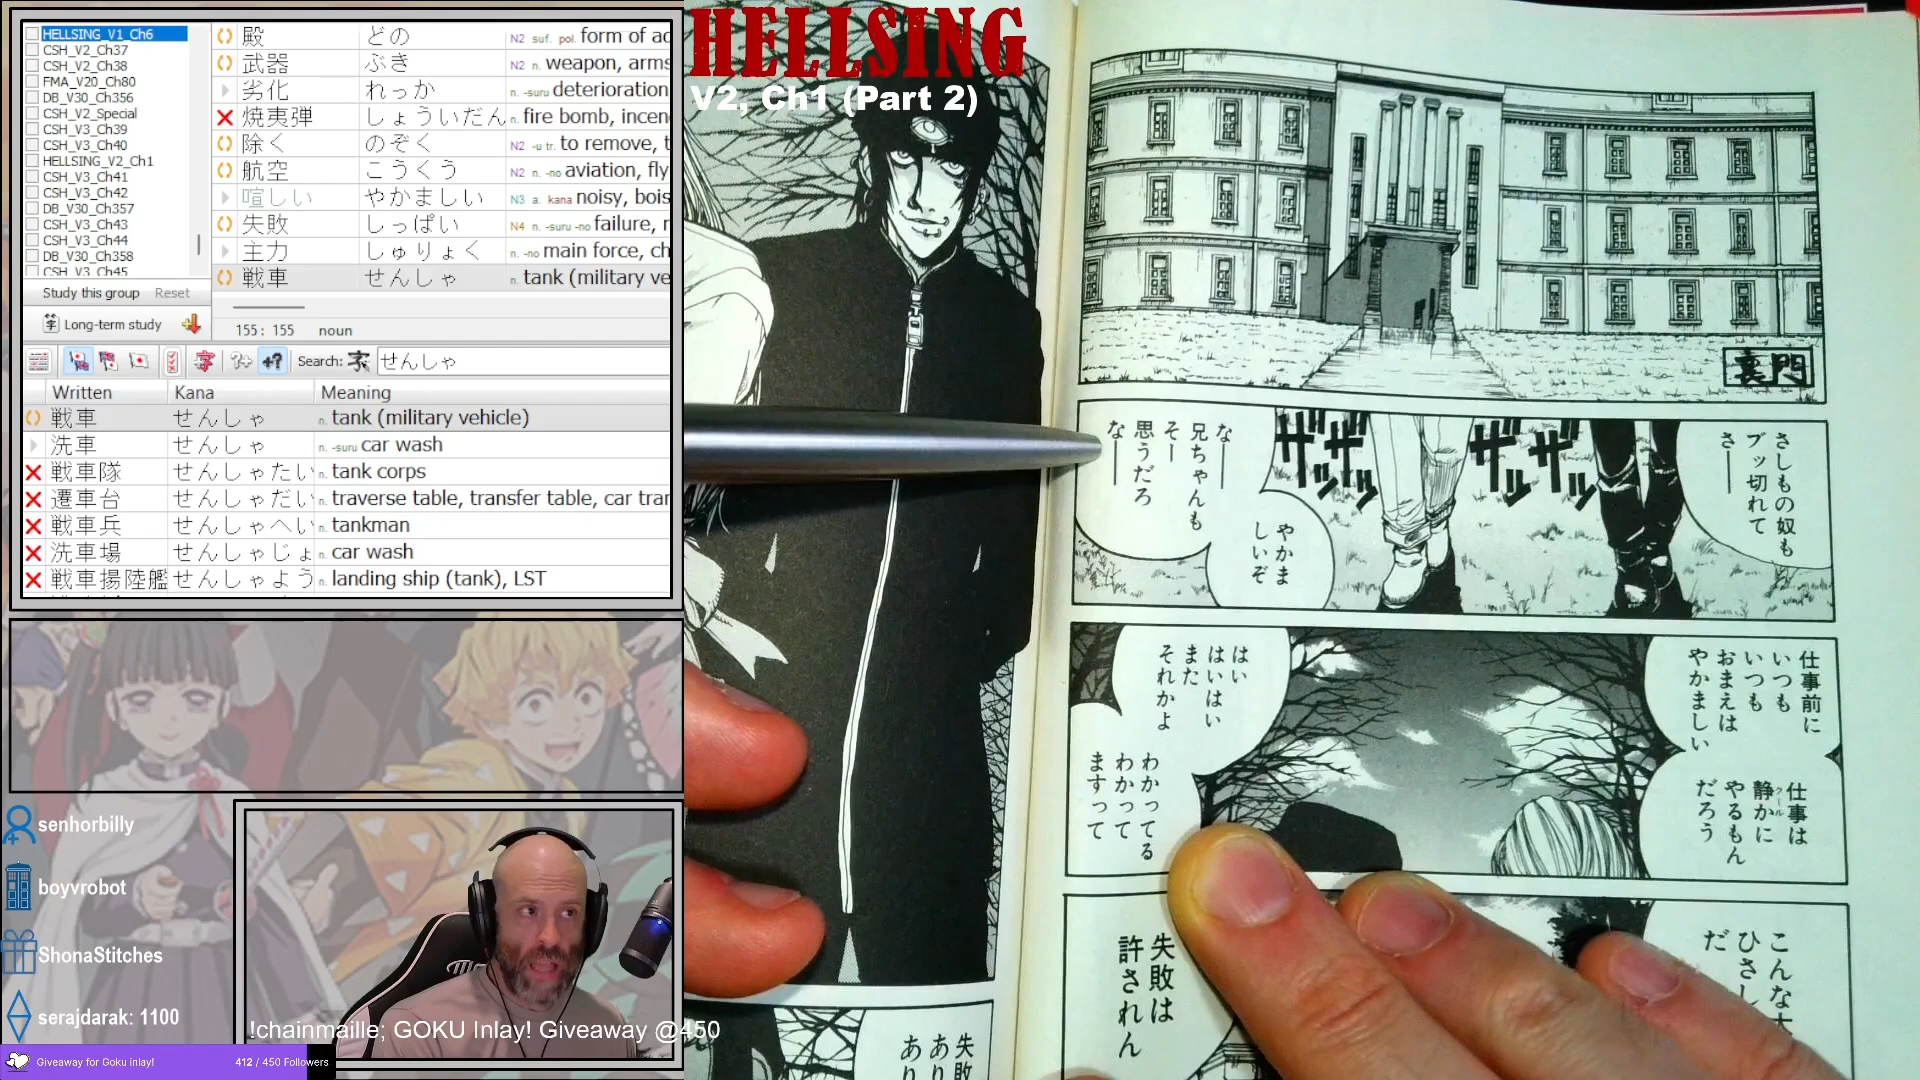 HELLSING_V1_Ch6
CSH_V2_Ch37
CSH_V2_Ch38
FMA_V20_Ch80
DB_V30_Ch356
CSH_V2_Special
CSH_V3_Ch39
CSH_V3_Ch40
HELLSING_V2_Ch1
CSH_V3_Ch41
CSH_V3_Ch42
DB_V30_Ch357
CSH_V3_Ch43
CSH_V3_Ch44
DB_V30_Ch358
CSH_V3_Ch45
Study this group Reset
Long-term study
殿 どの N2 suf. pol. form of ad
武器 ぶき N2 n. weapon, arms
劣化 れっか n. -suru deterioration
焼夷弾 しょういだん n. fire bomb, incen
除く のぞく N2 -u tr. to remove, t
航空 こうくう N2 n. -no aviation, fly
喧しい やかましい N3 a. kana noisy, bois
失敗 しっぱい N4 n. -suru -no failure, r
主力 しゅりょく n. -no main force, ch
戦車 せんしゃ n. tank (military ve
155: 155 noun
Search: せんしゃ
Written Kana Meaning
戦車 せんしゃ n. tank (military vehicle)
洗車 せんしゃ n. -suru car wash
戦車隊 せんしゃたい n. tank corps
遷車台 せんしゃだい n. traverse table, transfer table, car tran
戦車兵 せんしゃへい n. tankman
洗車場 せんしゃじょ n. car wash
戦車揚陸艦 せんしゃよう n. landing ship (tank), LST
senhorbilly
boyvrobot
ShonaStitches
serajdarak: 1100
!chainmaille; GOKU Inlay! Giveaway @450
Giveaway for Goku inlay! 412 / 450 Followers
HELLSING
V2, Ch1 (Part 2)
裏門
さしもの奴も
ブッ切れて
さ——
ザッザッ
ザッザッ
な——
兄ちゃんも
そー
思うだろ
な——
やかま
しいぞ
仕事前に
いつも
いつも
おまえは
やかましい
仕事は
静かに
クール
やるもん
だろう
はい
はいはい
また
それかよ
わかってる
わかって
ますって
こんな
ひさし
だ
失敗は
許されん
失敗
あり
あり